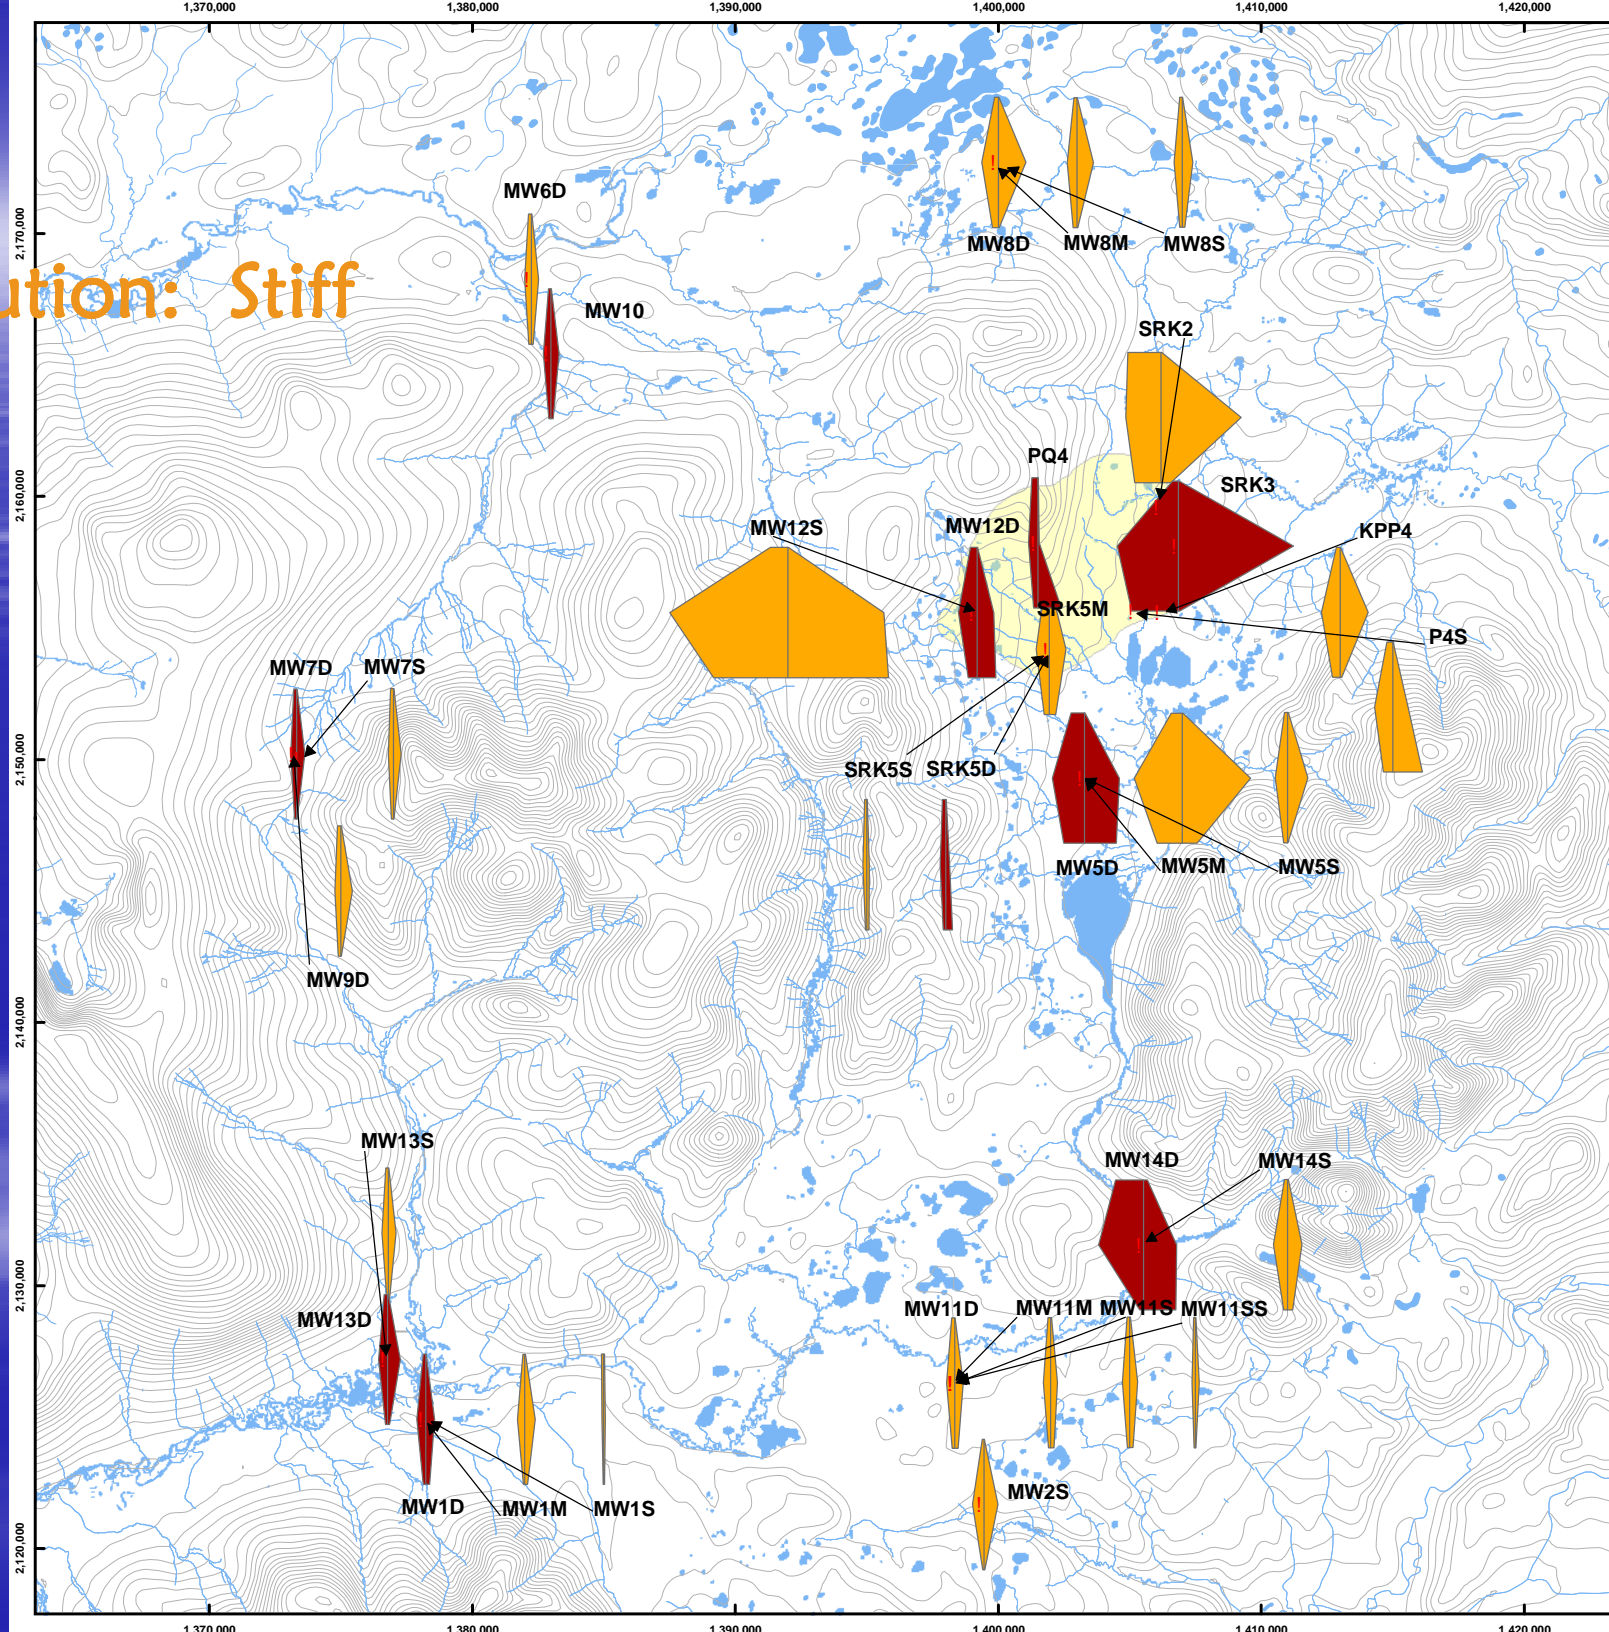 1,370,000 1,380,000 1,390,000 1,400,000 1,410,000 1,420,000
2,170,000
2,160,000
2,150,000
2,140,000
2,130,000
2,120,000
ution: Stiff
MW6D
MW10
MW8D MW8M MW8S
SRK2
PQ4
SRK3
MW12S
MW12D
KPP4
SRK5M
P4S
MW7D
MW7S
SRK5S SRK5D
MW5D MW5M MW5S
MW9D
MW13S
MW14D
MW14S
MW13D
MW11D MW11M MW11S MW11SS
MW2S
MW1D MW1M MW1S
1,370,000 1,380,000 1,390,000 1,400,000 1,410,000 1,420,000